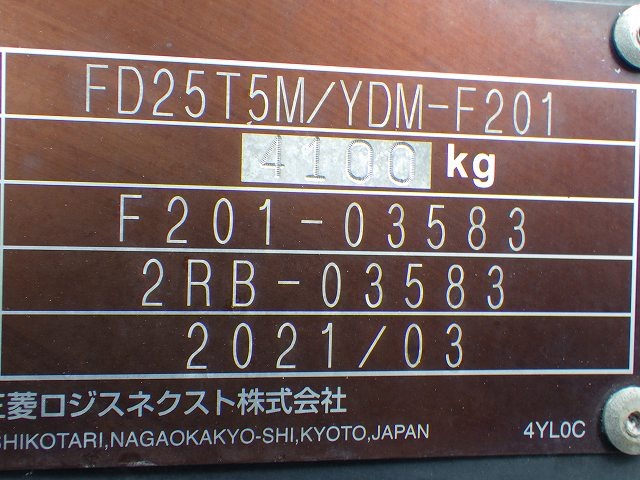 FD25T5M/YDM-F201
4100 kg
F201-03583
2RB-03583
2021/03
三菱ロジスネクスト株式会社
SHIKOTARI,NAGAOKAKYO-SHI,KYOTO,JAPAN
4YL0C